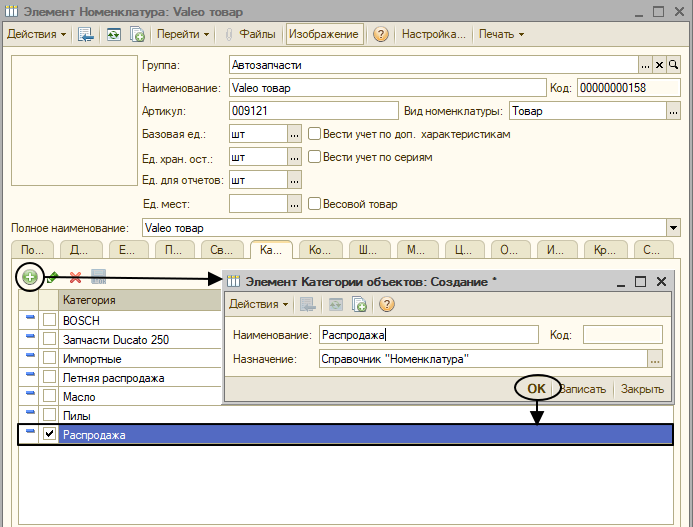 Элемент Номенклатура: Valeo товар
Действия Перейти Файлы Изображение Настройка... Печать
Группа: Автозапчасти
Наименование: Valeo товар Код: 00000000158
Артикул: 009121 Вид номенклатуры: Товар
Базовая ед.: шт Вести учет по доп. характеристикам
Ед. хран. ост.: шт Вести учет по сериям
Ед. для отчетов: шт
Ед. мест: Весовой товар
Полное наименование: Valeo товар
По... Д... Е... П... Св... Ка... Ко... Ш... М... Ц... О... И... Кр... С...
Элемент Категории объектов: Создание *
Действия
Наименование: Распродажа Код:
Назначение: Справочник "Номенклатура"
OK Записать Закрыть
Категория
BOSCH
Запчасти Ducato 250
Импортные
Летняя распродажа
Масло
Пилы
Распродажа